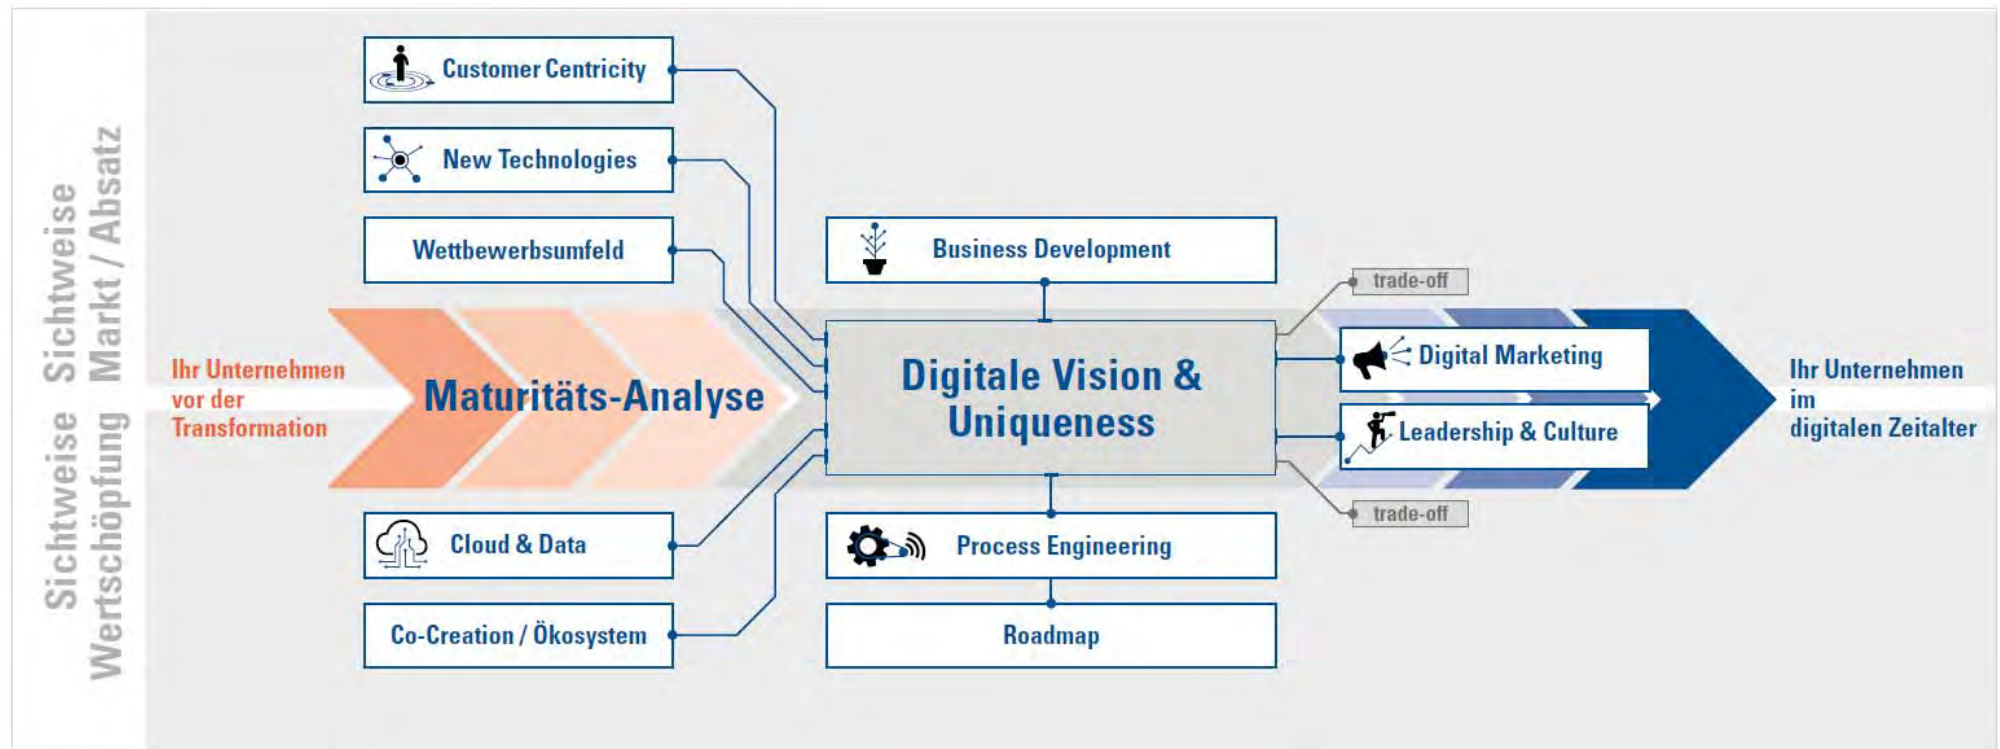 Sichtweise
Markt / Absatz
Sichtweise
Wertschöpfung
Customer Centricity
New Technologies
Wettbewerbsumfeld
Business Development
trade-off
Ihr Unternehmen
vor der
Transformation
Maturitäts-Analyse
Digitale Vision &
Uniqueness
Digital Marketing
Leadership & Culture
Ihr Unternehmen
im
digitalen Zeitalter
trade-off
Cloud & Data
Process Engineering
Co-Creation / Ökosystem
Roadmap